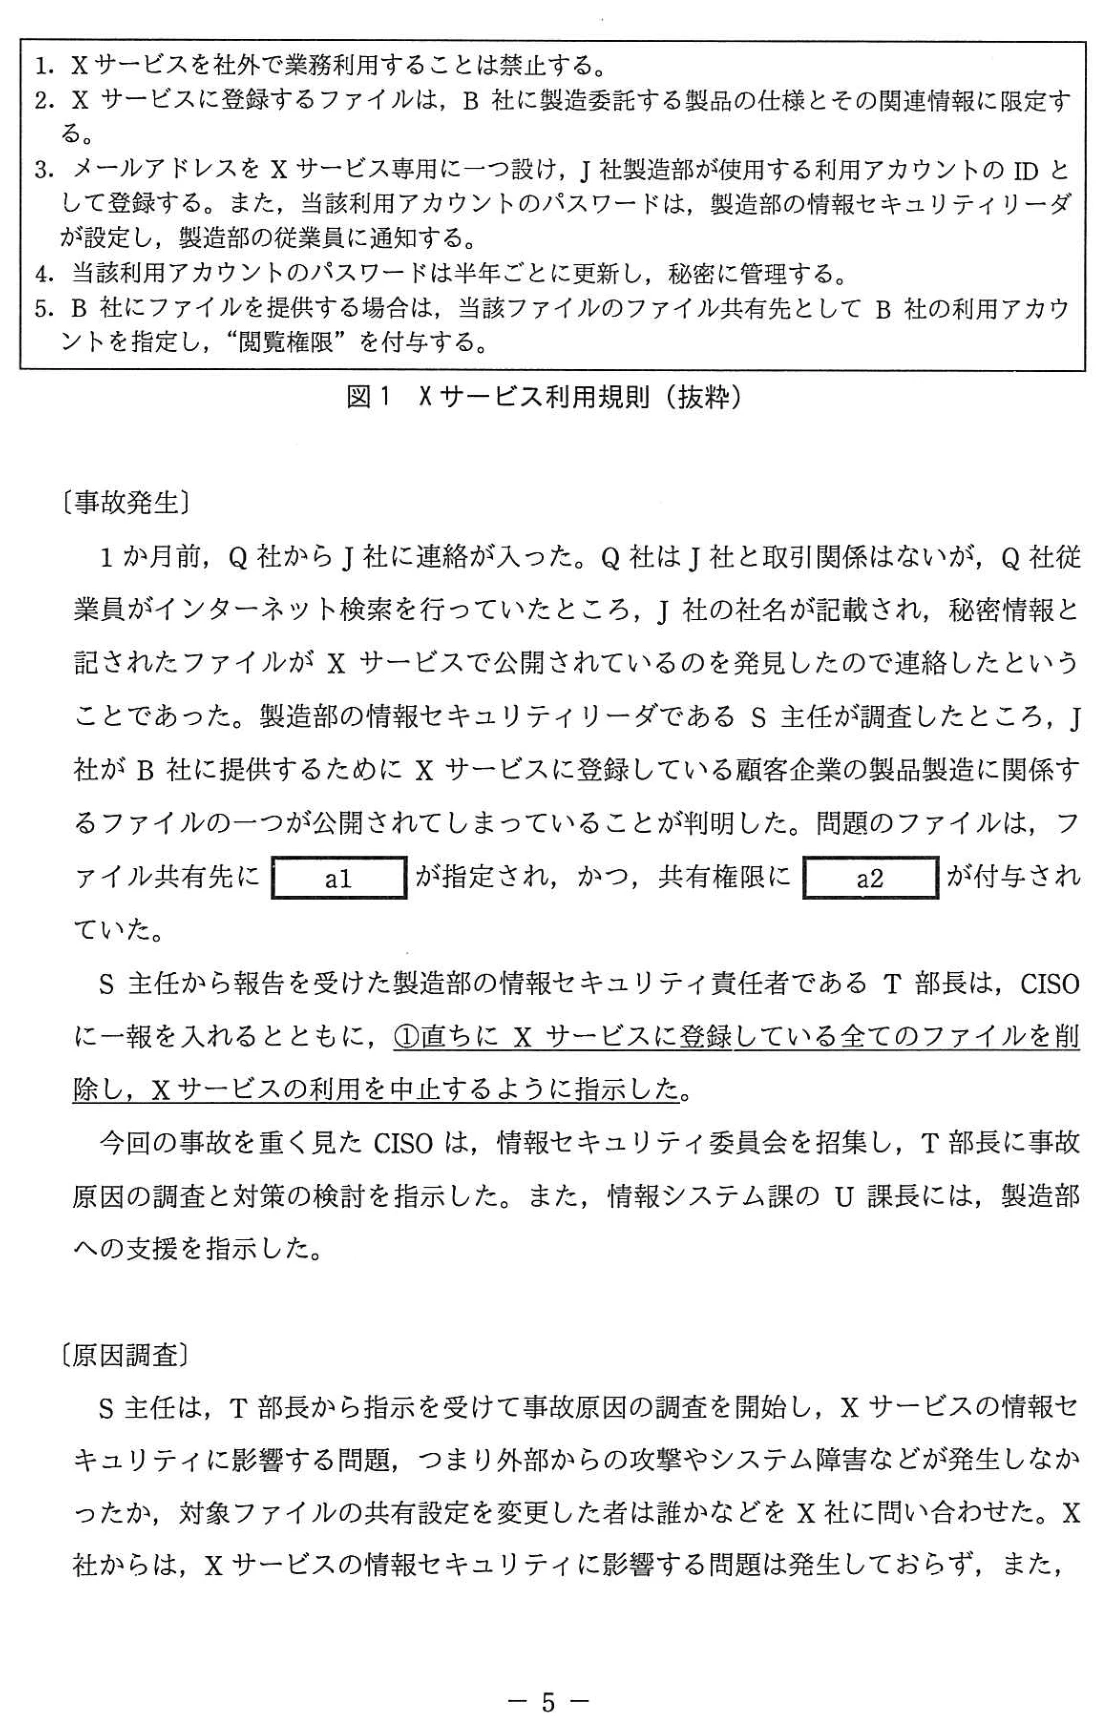 1. Xサービスを社外で業務利用することは禁止する。
2. X サービスに登録するファイルは，B 社に製造委託する製品の仕様とその関連情報に限定す
る。
3. メールアドレスを X サービス専用に一つ設け，J 社製造部が使用する利用アカウントの ID と
して登録する。また，当該利用アカウントのパスワードは，製造部の情報セキュリティリーダ
が設定し，製造部の従業員に通知する。
4. 当該利用アカウントのパスワードは半年ごとに更新し，秘密に管理する。
5. B 社にファイルを提供する場合は，当該ファイルのファイル共有先として B 社の利用アカウ
ントを指定し，“閲覧権限”を付与する。
図1　Xサービス利用規則（抜粋）
〔事故発生〕
1 か月前，Q 社から J 社に連絡が入った。Q 社は J 社と取引関係はないが，Q 社従
業員がインターネット検索を行っていたところ，J 社の社名が記載され，秘密情報と
記されたファイルが X サービスで公開されているのを発見したので連絡したという
ことであった。製造部の情報セキュリティリーダである S 主任が調査したところ，J
社が B 社に提供するために X サービスに登録している顧客企業の製品製造に関係す
るファイルの一つが公開されてしまっていることが判明した。問題のファイルは，フ
ァイル共有先に a1 が指定され，かつ，共有権限に a2 が付与され
ていた。
S 主任から報告を受けた製造部の情報セキュリティ責任者である T 部長は，CISO
に一報を入れるとともに，①直ちに X サービスに登録している全てのファイルを削
除し，Xサービスの利用を中止するように指示した。
今回の事故を重く見た CISO は，情報セキュリティ委員会を招集し，T 部長に事故
原因の調査と対策の検討を指示した。また，情報システム課の U 課長には，製造部
への支援を指示した。
〔原因調査〕
S 主任は，T 部長から指示を受けて事故原因の調査を開始し，X サービスの情報セ
キュリティに影響する問題，つまり外部からの攻撃やシステム障害などが発生しなか
ったか，対象ファイルの共有設定を変更した者は誰かなどを X 社に問い合わせた。X
社からは，X サービスの情報セキュリティに影響する問題は発生しておらず，また，
− 5 −